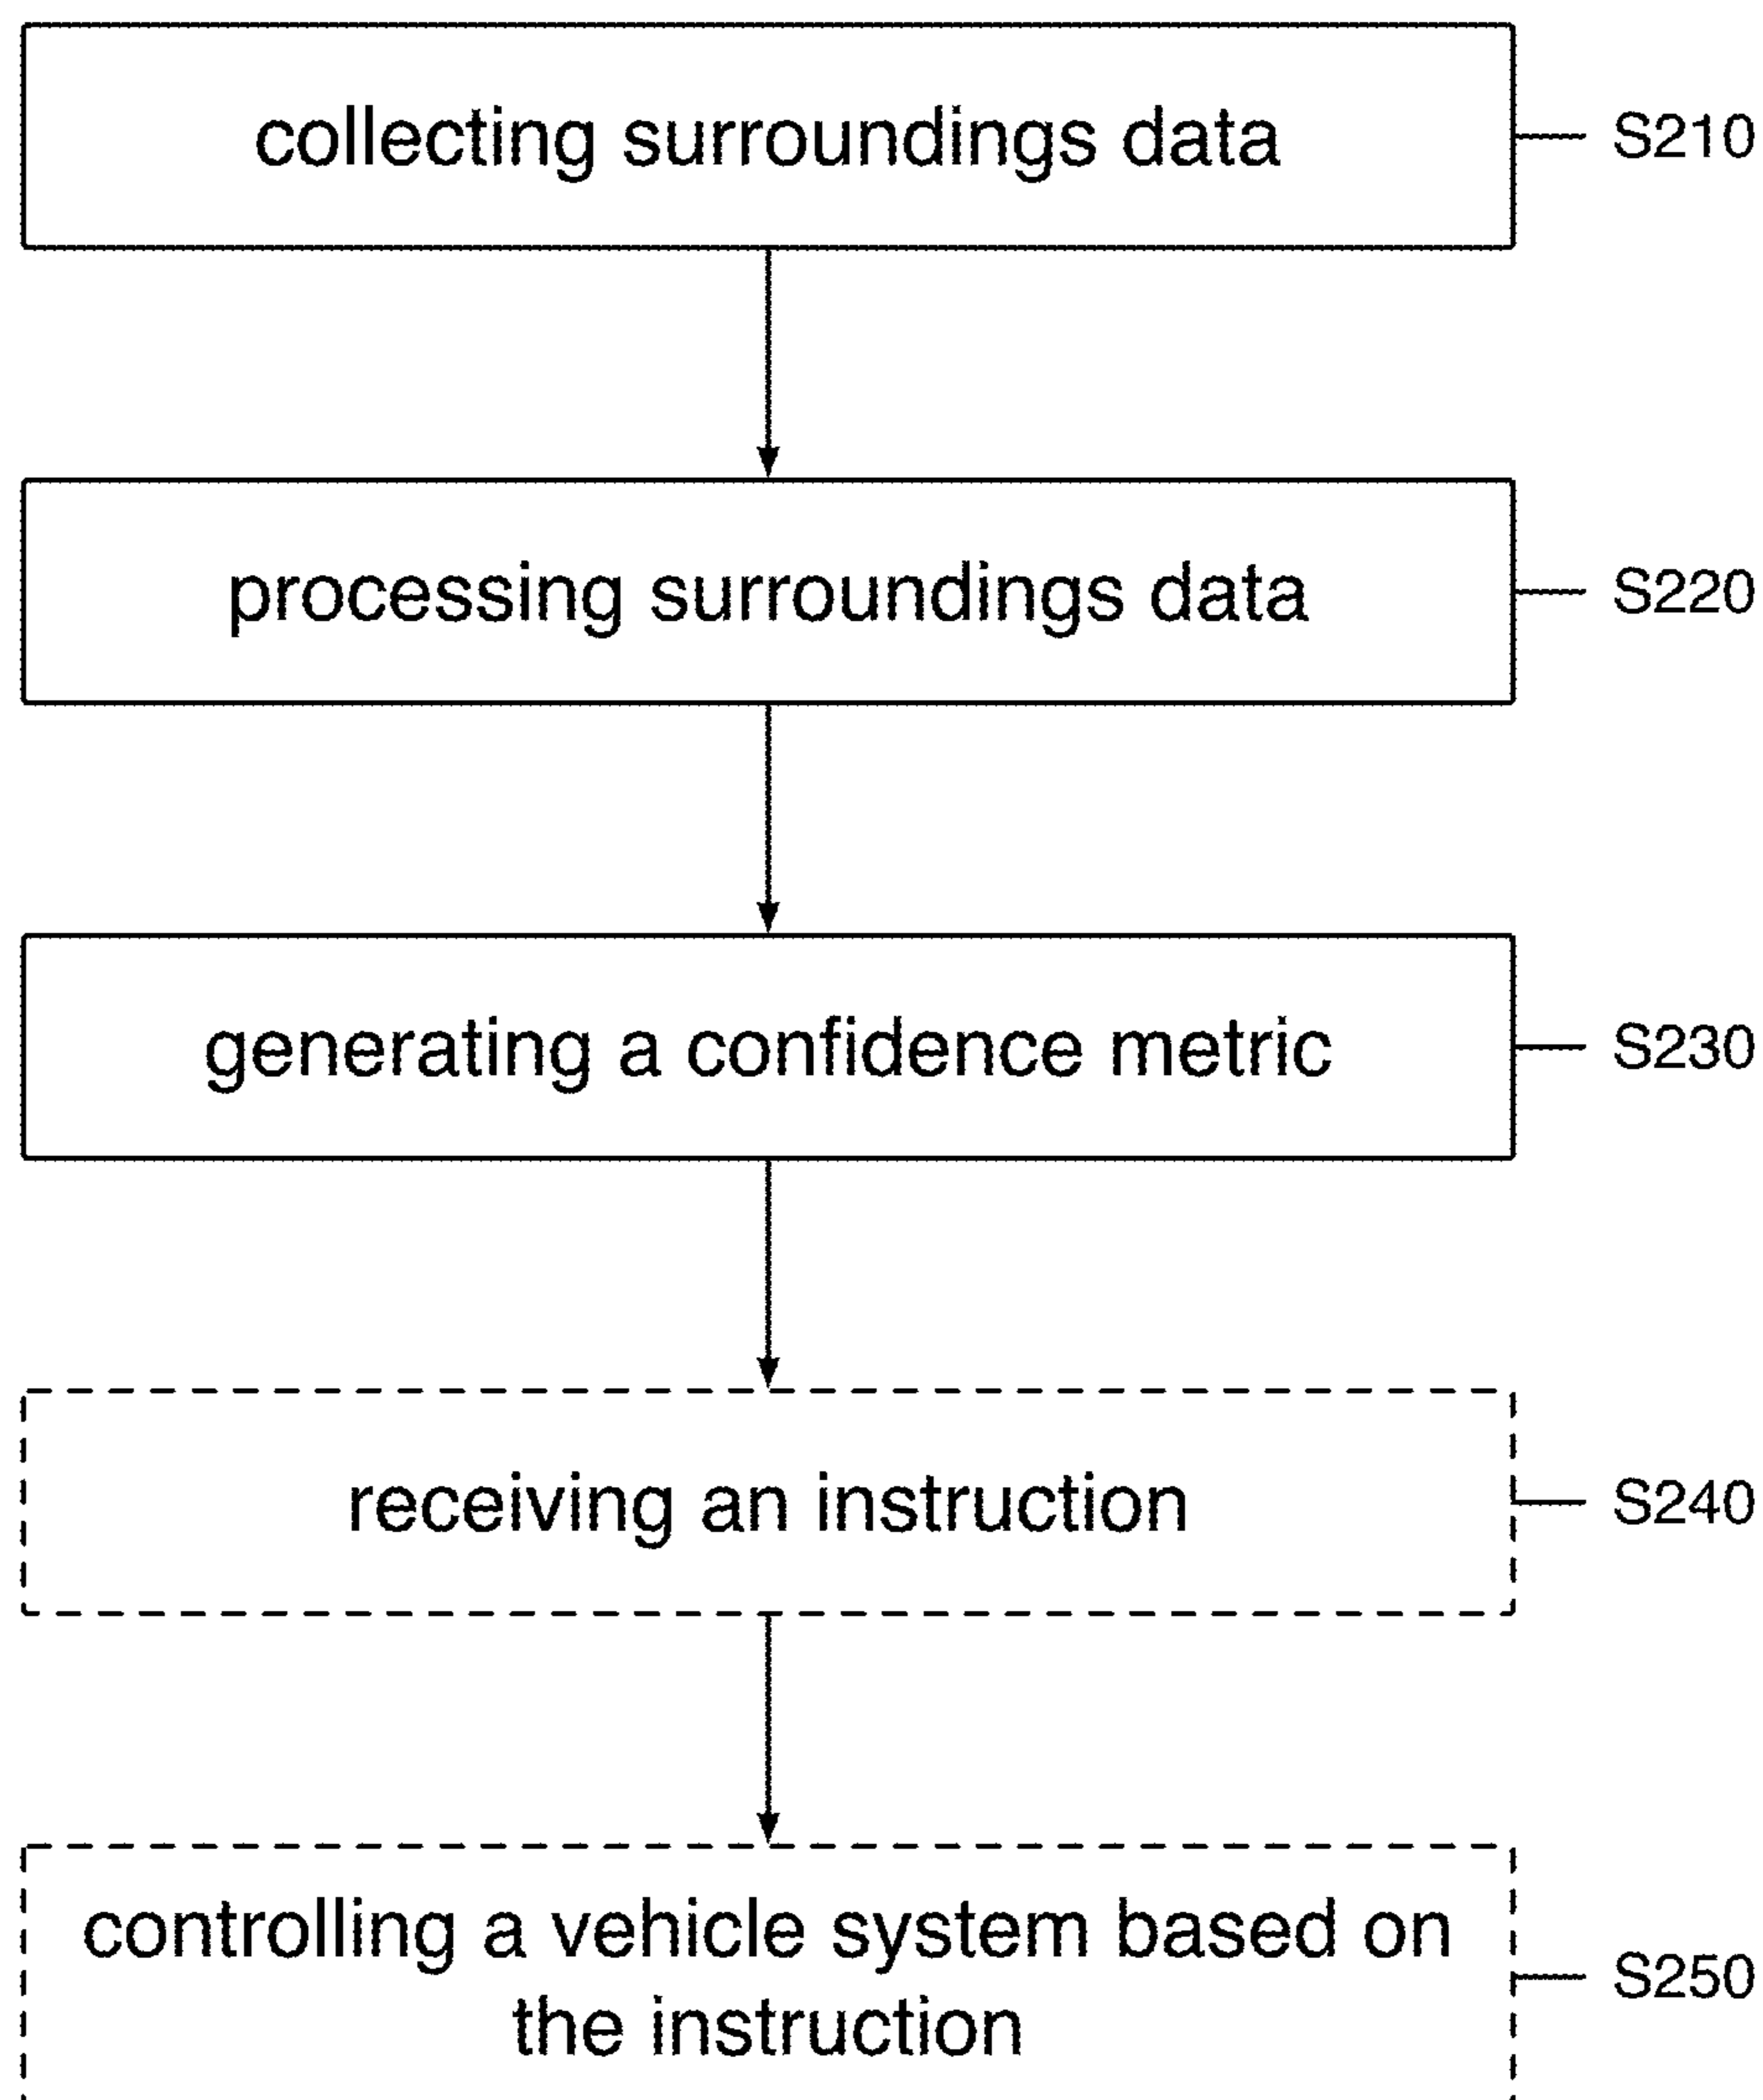 collecting surroundings data
S210
processing surroundings data
S220
generating a confidence metric
S230
receiving an instruction
S240
controlling a vehicle system based on
the instruction
S250